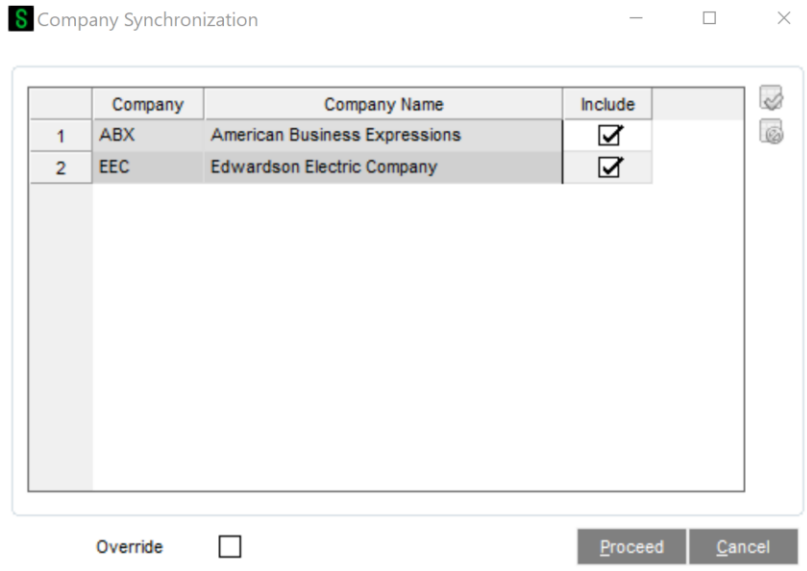 S Company Synchronization
Company Company Name Include
1 ABX American Business Expressions
2 EEC Edwardson Electric Company
Override Proceed Cancel